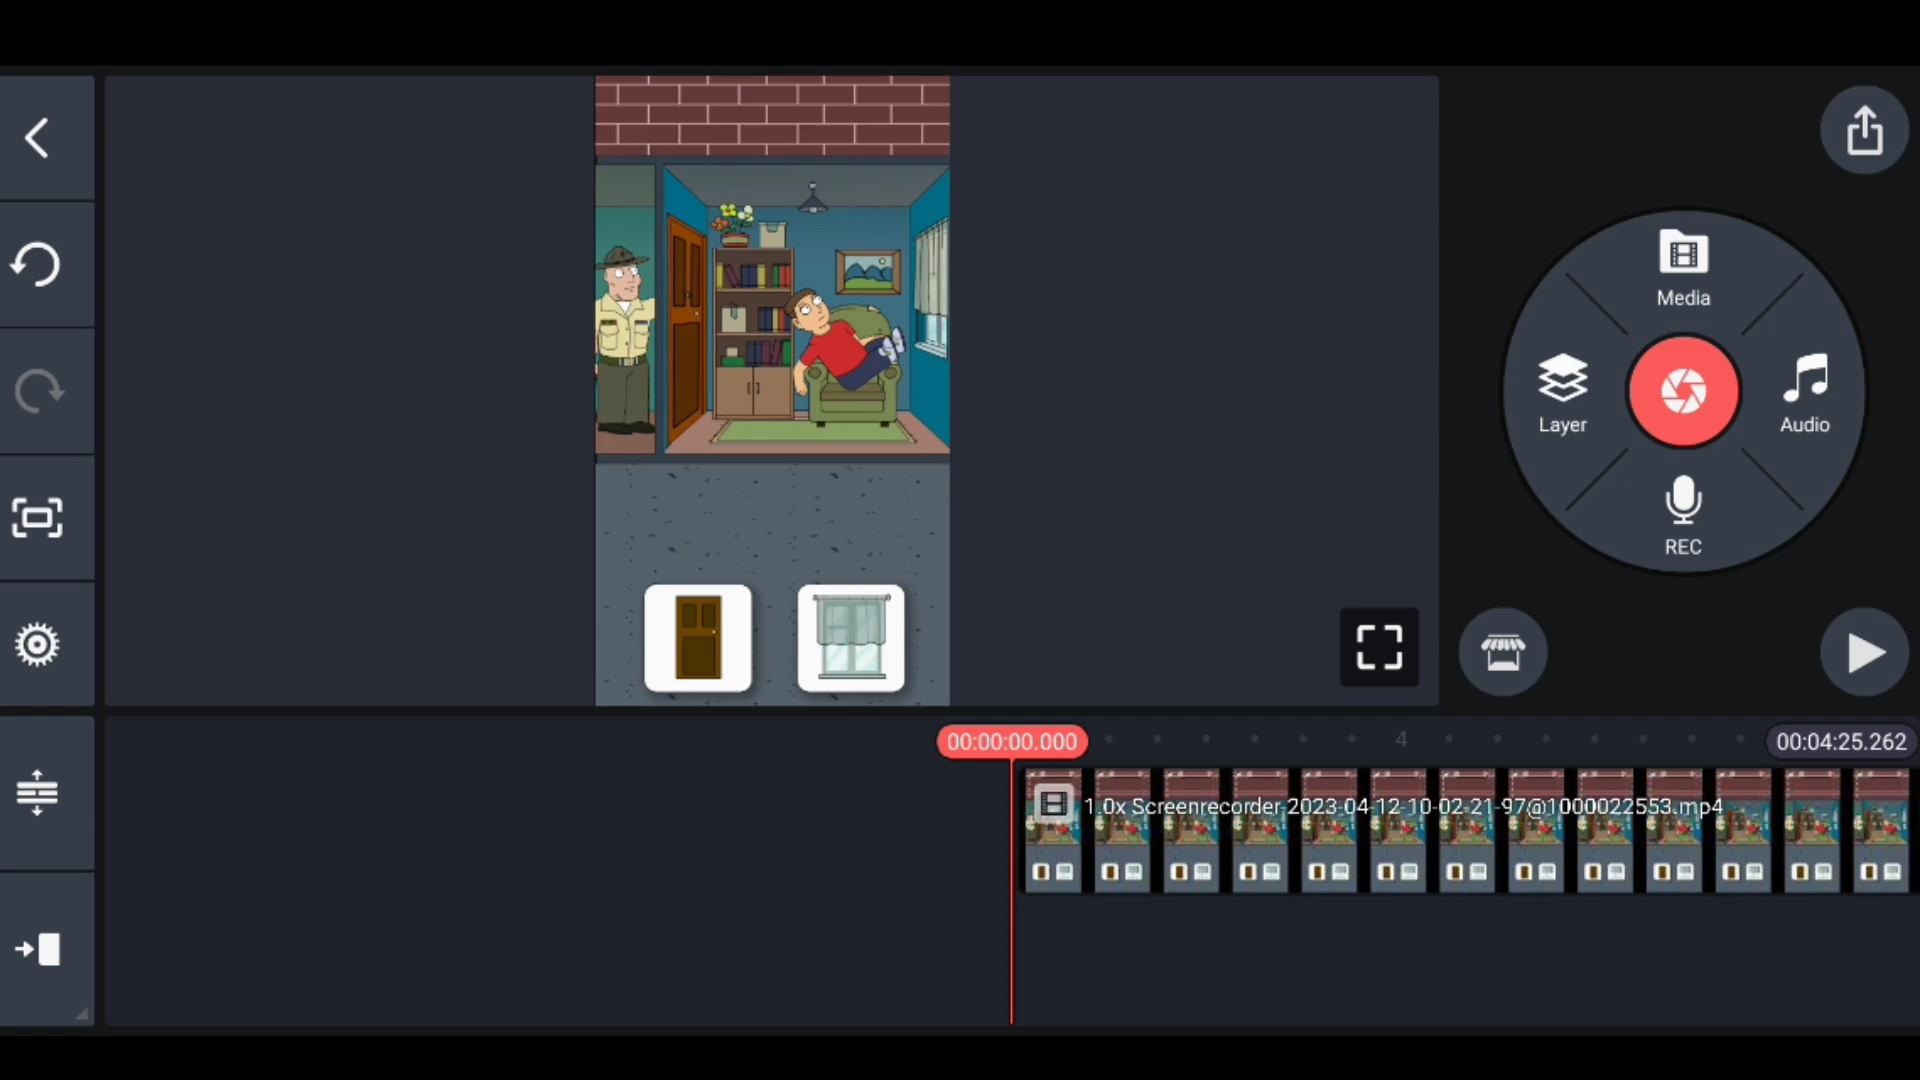 Media
Layer
Audio
REC
00:00:00.000
4
00:04:25.262
1.0x Screenrecorder-2023-04-12-10-02-21-97@1000022553.mp4